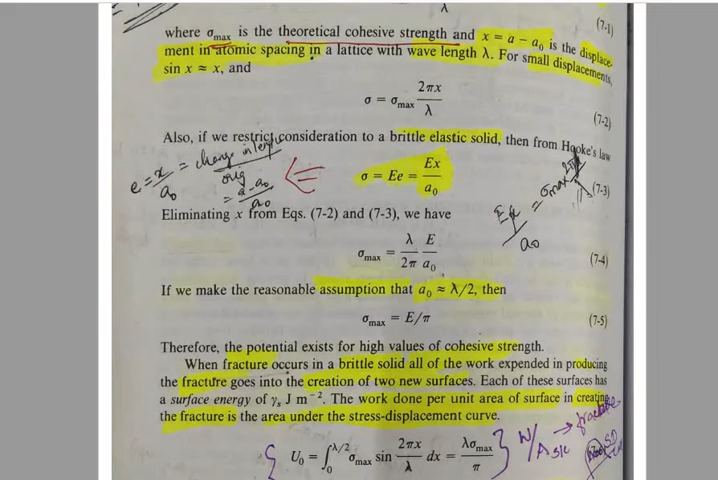 λ
(7-1)
where σmax is the theoretical cohesive strength and x = a − a₀ is the displace-
ment in atomic spacing in a lattice with wave length λ. For small displacements,
sin x ≈ x, and
σ = σmax 2πx/λ
(7-2)
Also, if we restrict consideration to a brittle elastic solid, then from Hooke's law
e = x/a₀ = change in length/orig
= a-a₀/a₀
σ = Ee = Ex/a₀
(7-3)
Ex/a₀ = σmax 2π
Eliminating x from Eqs. (7-2) and (7-3), we have
σmax = λ/2π E/a₀
(7-4)
If we make the reasonable assumption that a₀ ≈ λ/2, then
σmax = E/π
(7-5)
Therefore, the potential exists for high values of cohesive strength.
When fracture occurs in a brittle solid all of the work expended in producing
the fracture goes into the creation of two new surfaces. Each of these surfaces has
a surface energy of γs J m⁻². The work done per unit area of surface in creating
the fracture is the area under the stress-displacement curve.
U₀ = ∫₀^λ/2 σmax sin 2πx/λ dx = λσmax/π
W/A → fracture